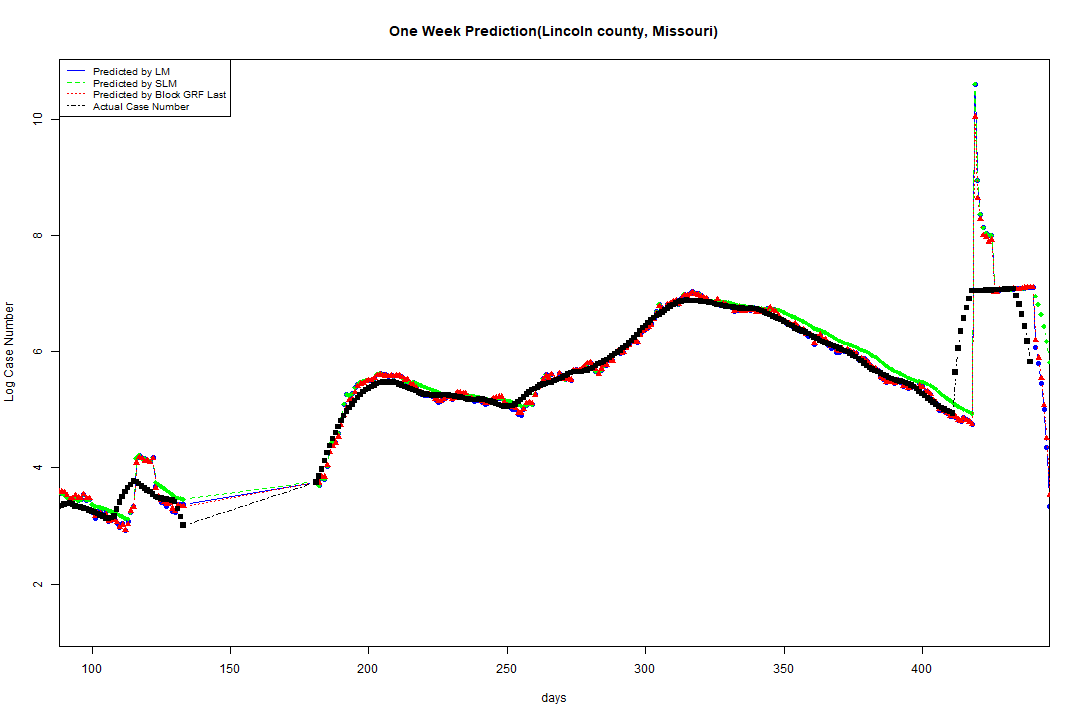 One Week Prediction(Lincoln county, Missouri)
Predicted by LM
Predicted by SLM
Predicted by Block GRF Last
Actual Case Number
10
8
6
4
2
Log Case Number
100 150 200 250 300 350 400
days